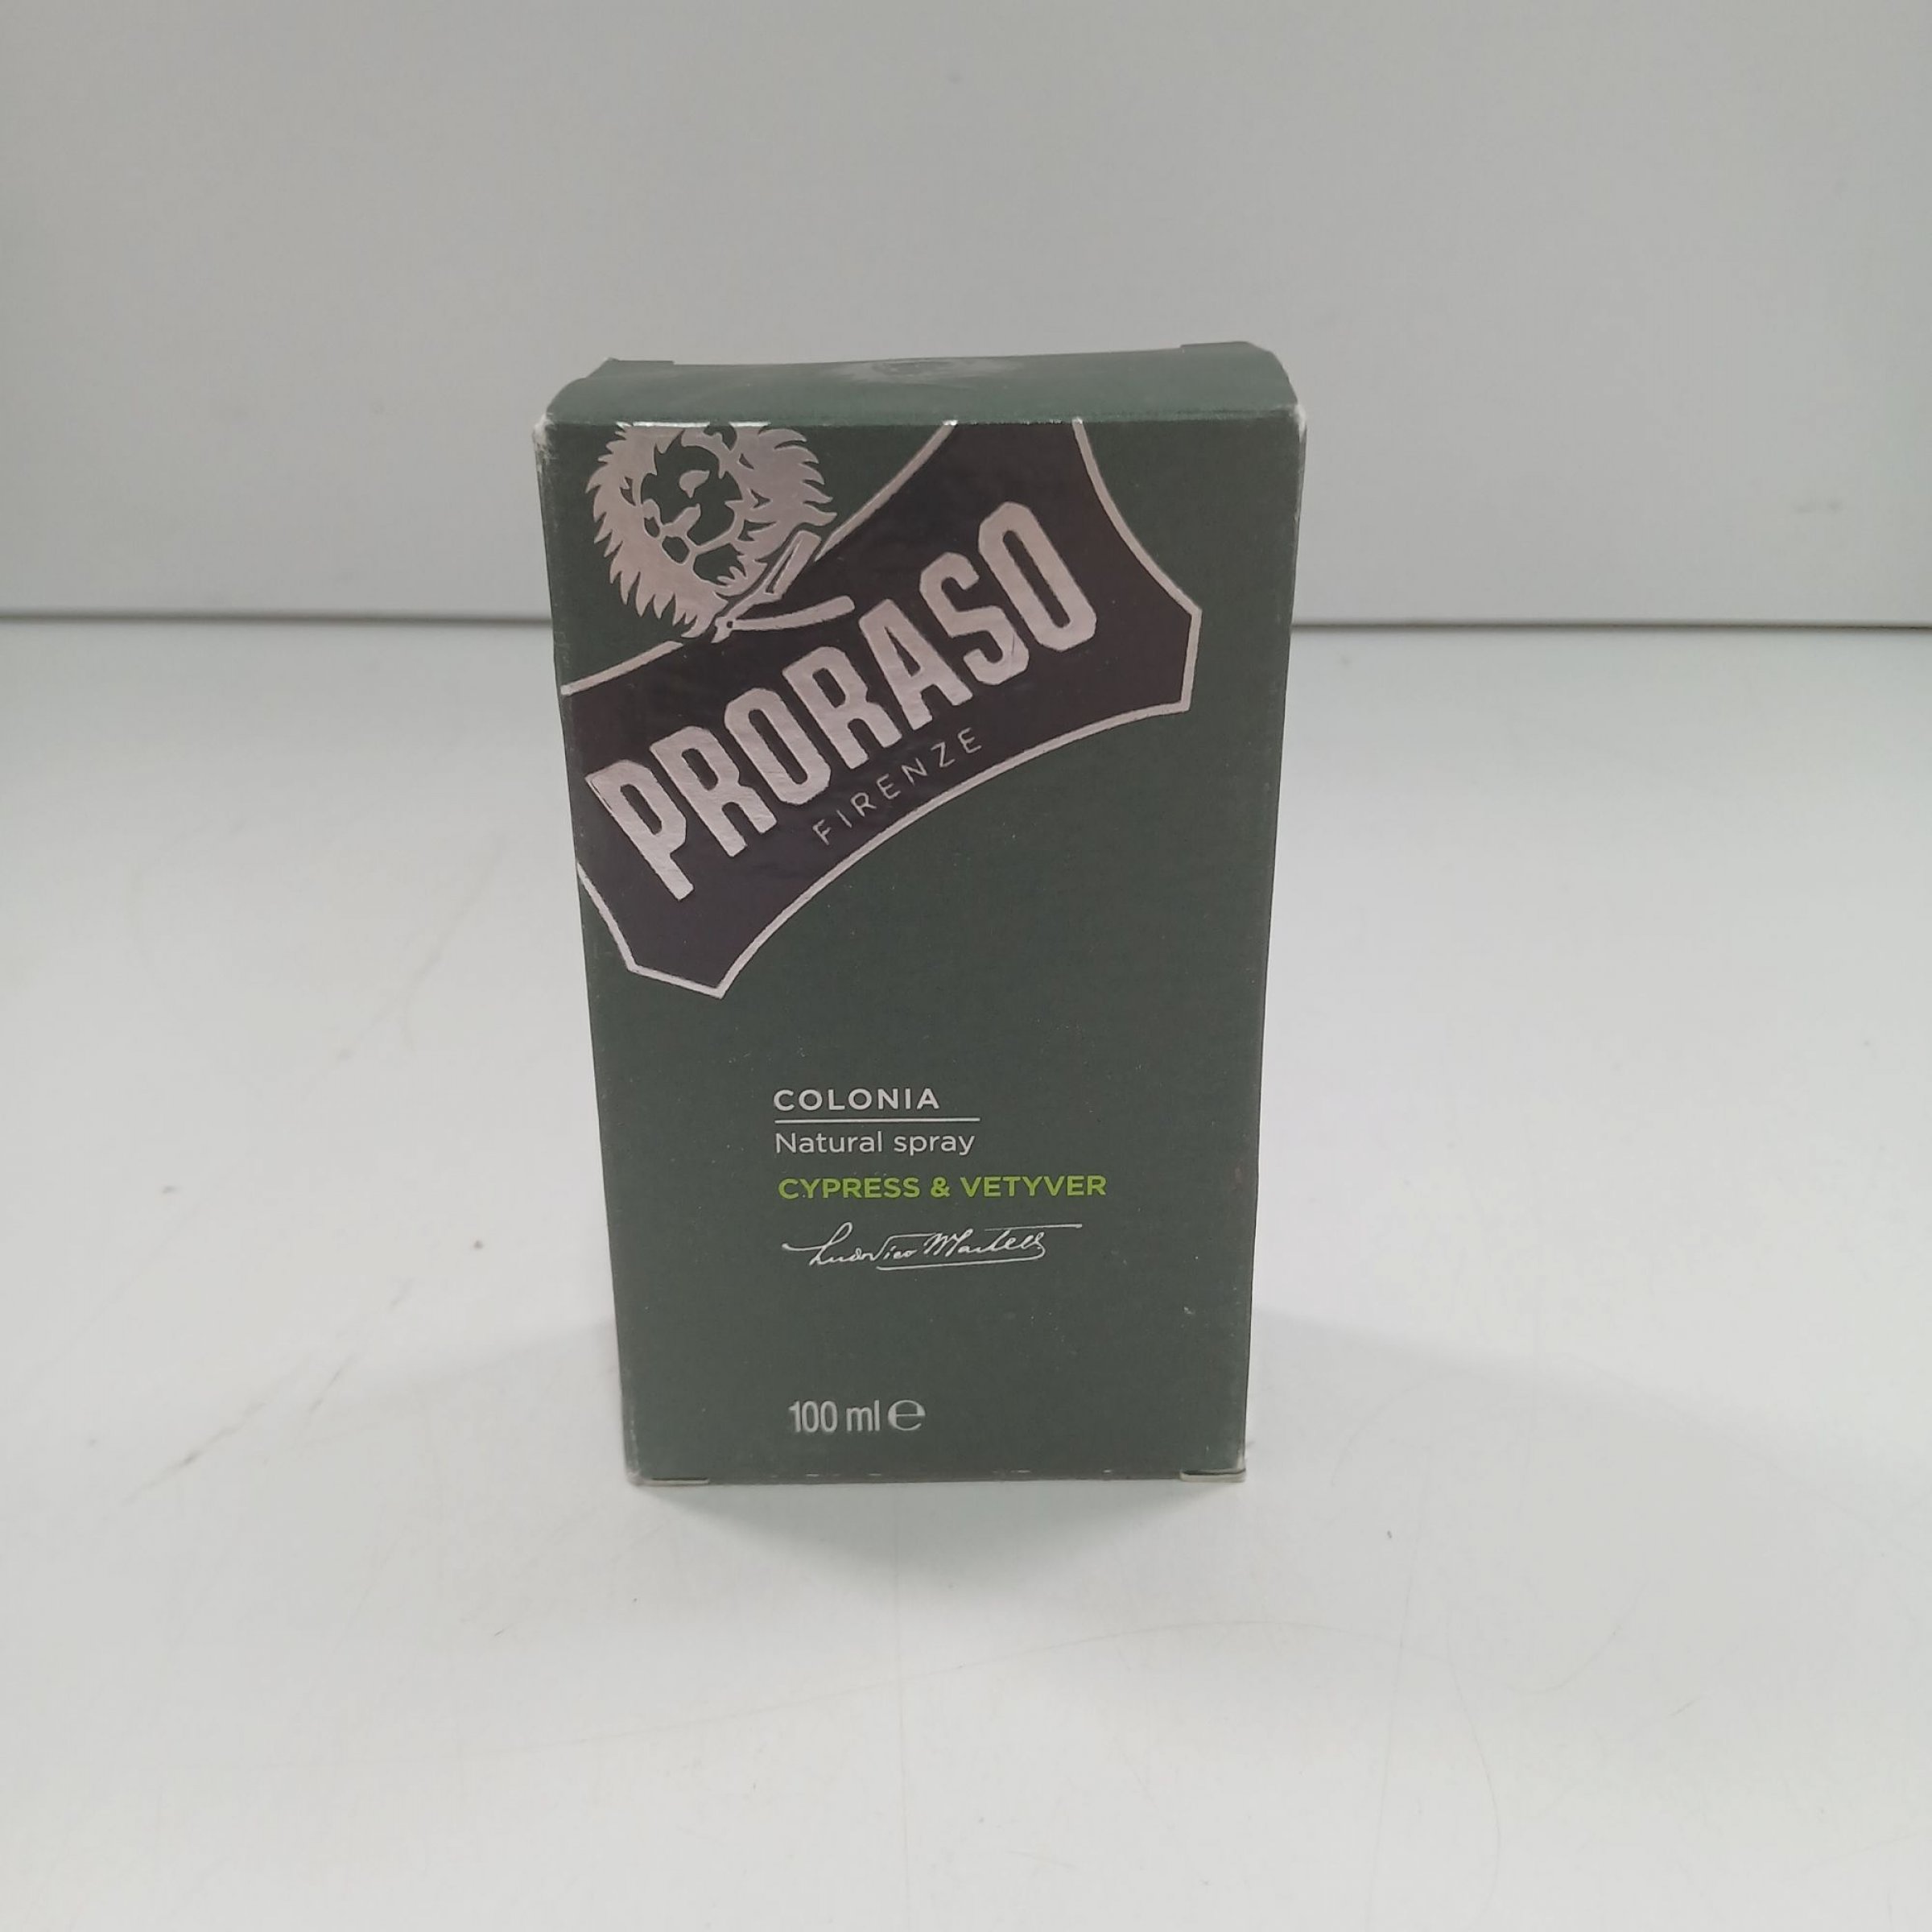 PRORASO
FIRENZE
COLONIA
Natural spray
CYPRESS & VETYVER
Ludovico Martelli
100 ml ℮